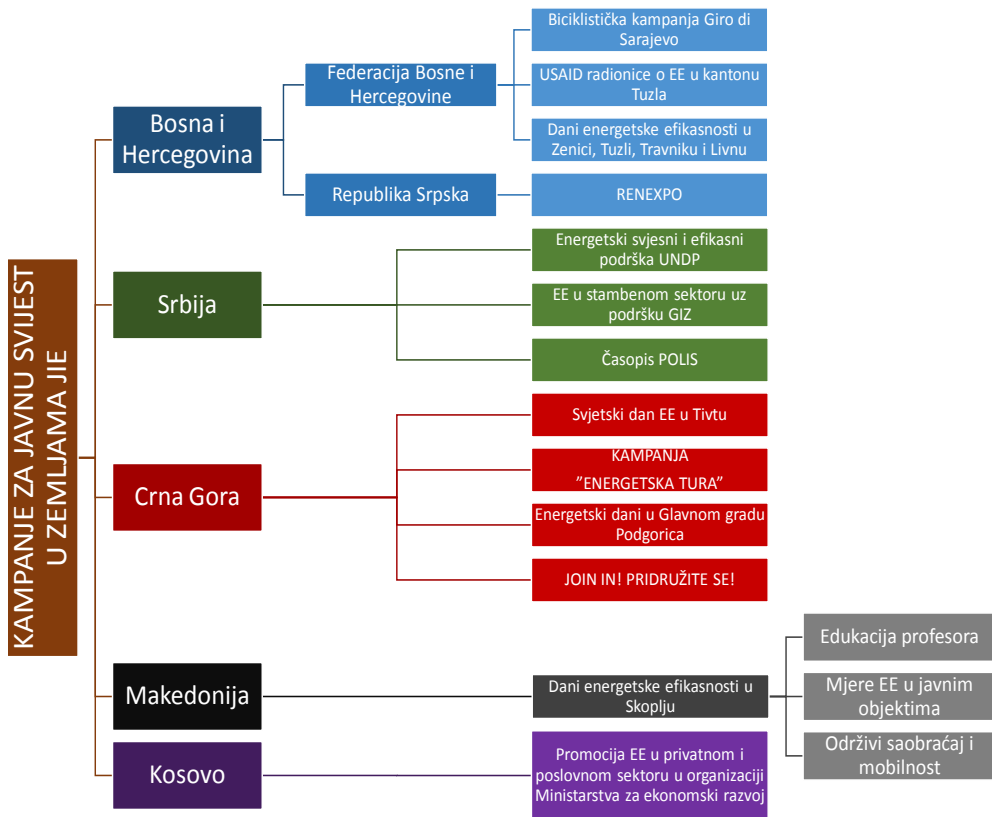 KAMPANJE ZA JAVNU SVIJEST
U ZEMLJAMA JIE
Bosna i
Hercegovina
Federacija Bosne i
Hercegovine
Biciklistička kampanja Giro di
Sarajevo
USAID radionice o EE u kantonu
Tuzla
Dani energetske efikasnosti u
Zenici, Tuzli, Travniku i Livnu
Republika Srpska
RENEXPO
Srbija
Energetski svjesni i efikasni
podrška UNDP
EE u stambenom sektoru uz
podršku GIZ
Časopis POLIS
Crna Gora
Svjetski dan EE u Tivtu
KAMPANJA
”ENERGETSKA TURA”
Energetski dani u Glavnom gradu
Podgorica
JOIN IN! PRIDRUŽITE SE!
Makedonija
Dani energetske efikasnosti u
Skoplju
Edukacija profesora
Mjere EE u javnim
objektima
Održivi saobraćaj i
mobilnost
Kosovo
Promocija EE u privatnom i
poslovnom sektoru u organizaciji
Ministarstva za ekonomski razvoj